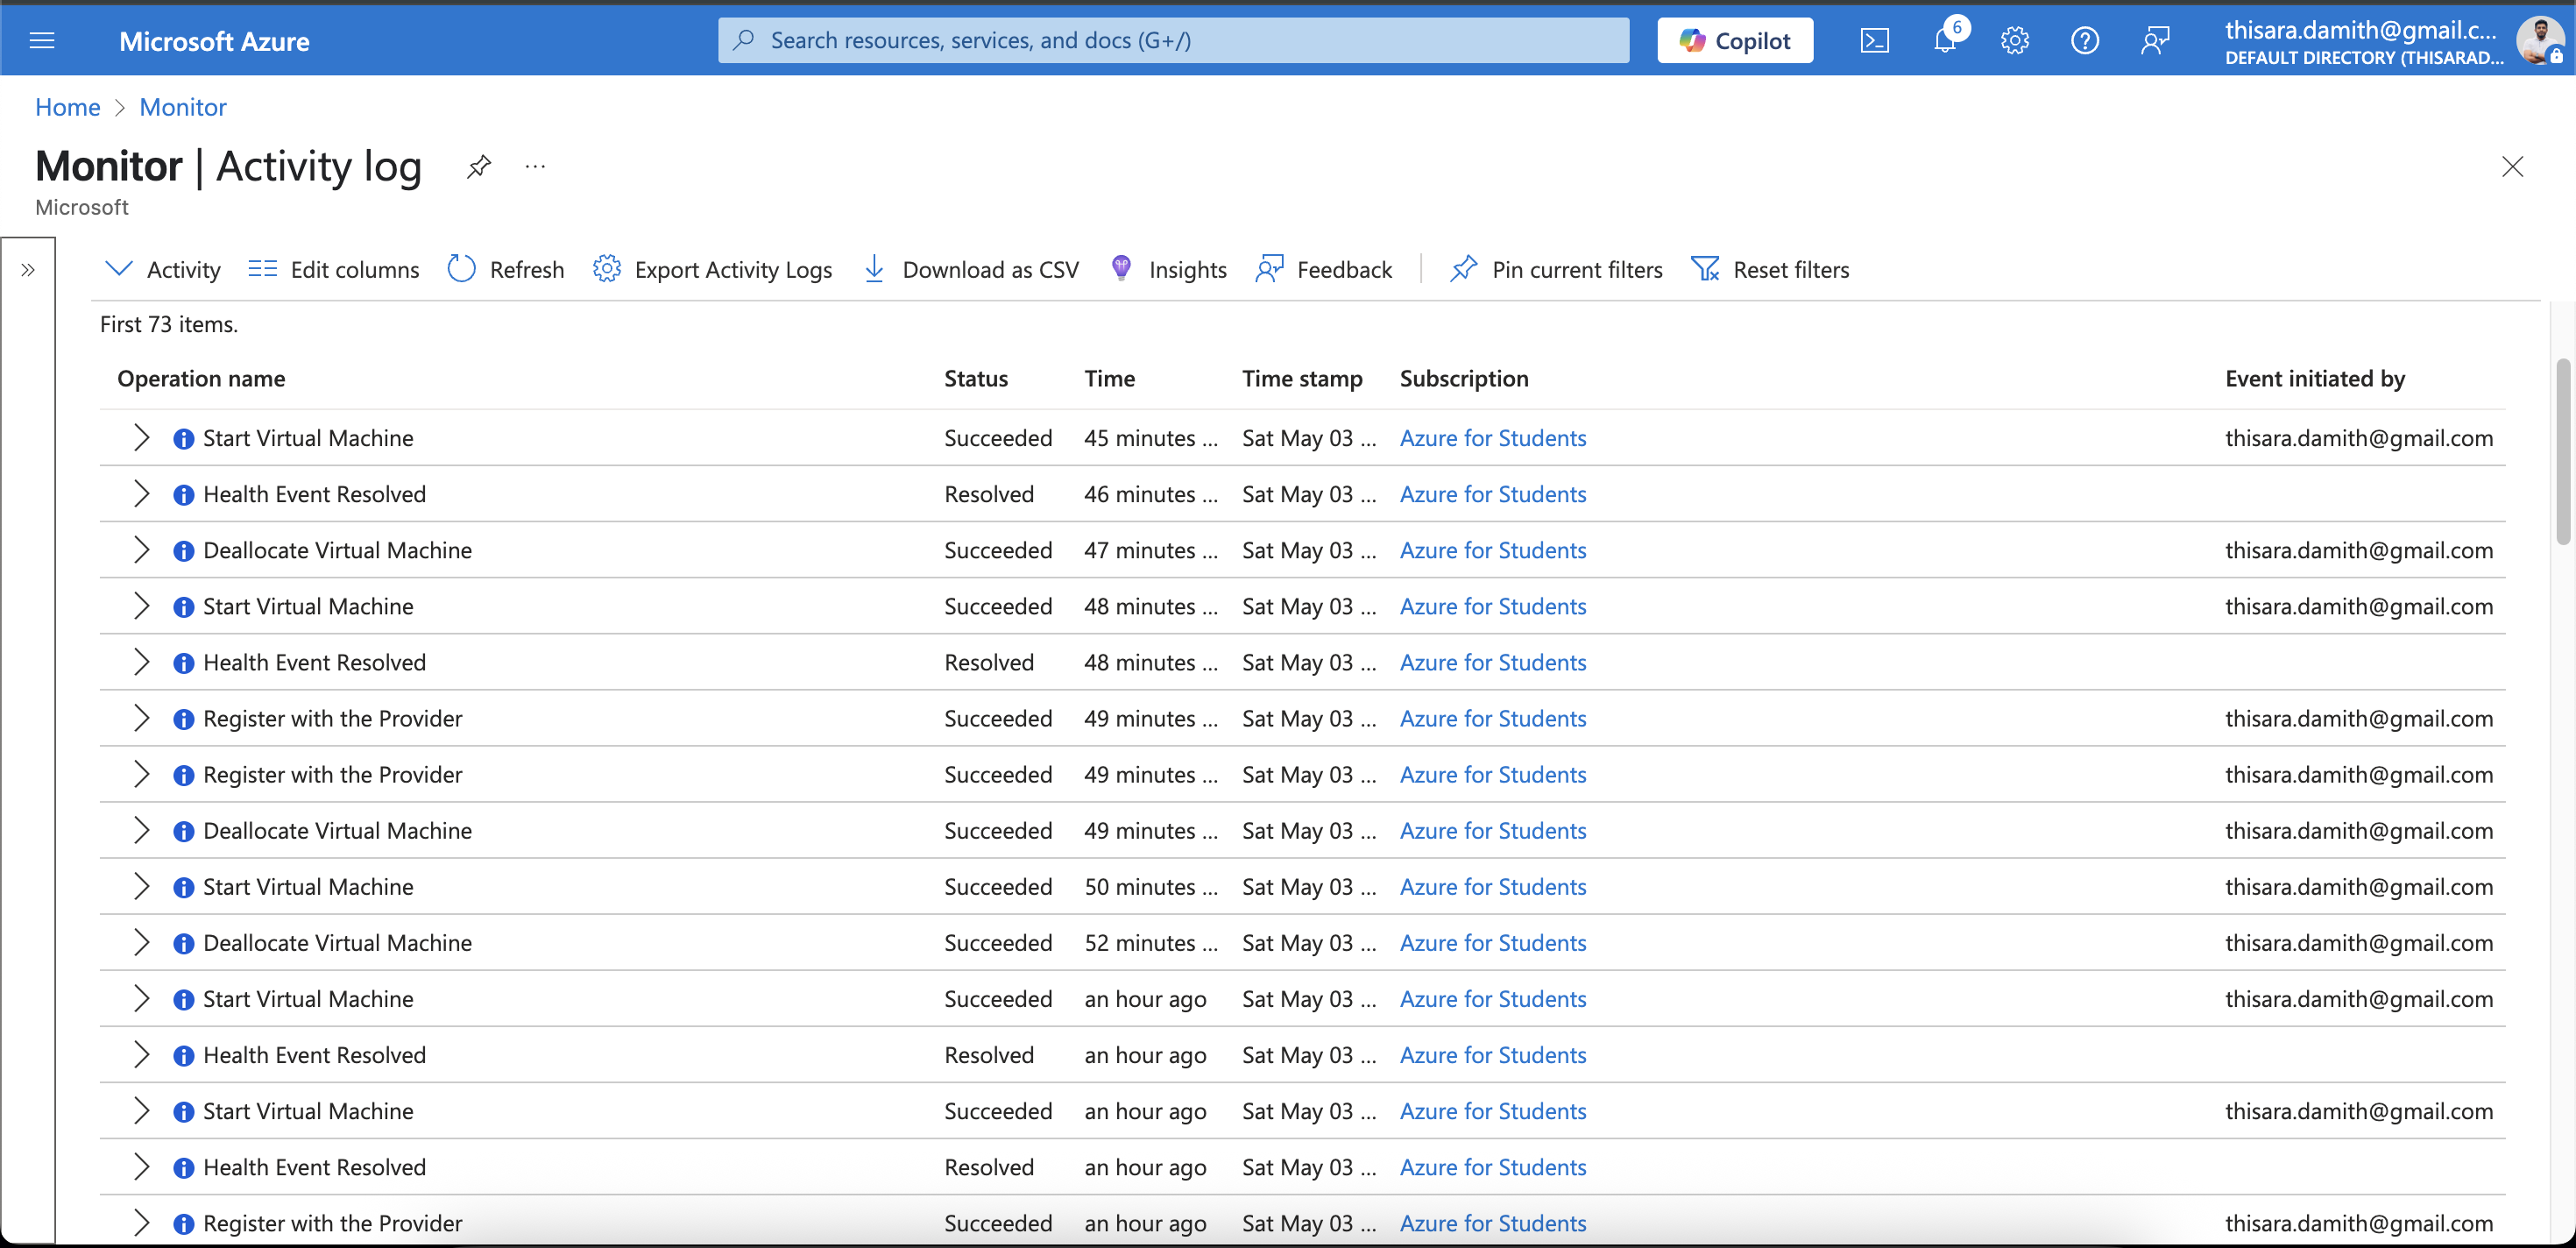 Microsoft Azure
Search resources, services, and docs (G+/)
Copilot
6
thisara.damith@gmail.c...
DEFAULT DIRECTORY (THISARAD...
Home > Monitor
Monitor | Activity log
Microsoft
Activity Edit columns Refresh Export Activity Logs Download as CSV Insights Feedback Pin current filters Reset filters
First 73 items.
Operation name Status Time Time stamp Subscription Event initiated by
Start Virtual Machine Succeeded 45 minutes ... Sat May 03 ... Azure for Students thisara.damith@gmail.com
Health Event Resolved Resolved 46 minutes ... Sat May 03 ... Azure for Students
Deallocate Virtual Machine Succeeded 47 minutes ... Sat May 03 ... Azure for Students thisara.damith@gmail.com
Start Virtual Machine Succeeded 48 minutes ... Sat May 03 ... Azure for Students thisara.damith@gmail.com
Health Event Resolved Resolved 48 minutes ... Sat May 03 ... Azure for Students
Register with the Provider Succeeded 49 minutes ... Sat May 03 ... Azure for Students thisara.damith@gmail.com
Register with the Provider Succeeded 49 minutes ... Sat May 03 ... Azure for Students thisara.damith@gmail.com
Deallocate Virtual Machine Succeeded 49 minutes ... Sat May 03 ... Azure for Students thisara.damith@gmail.com
Start Virtual Machine Succeeded 50 minutes ... Sat May 03 ... Azure for Students thisara.damith@gmail.com
Deallocate Virtual Machine Succeeded 52 minutes ... Sat May 03 ... Azure for Students thisara.damith@gmail.com
Start Virtual Machine Succeeded an hour ago Sat May 03 ... Azure for Students thisara.damith@gmail.com
Health Event Resolved Resolved an hour ago Sat May 03 ... Azure for Students
Start Virtual Machine Succeeded an hour ago Sat May 03 ... Azure for Students thisara.damith@gmail.com
Health Event Resolved Resolved an hour ago Sat May 03 ... Azure for Students
Register with the Provider Succeeded an hour ago Sat May 03 ... Azure for Students thisara.damith@gmail.com